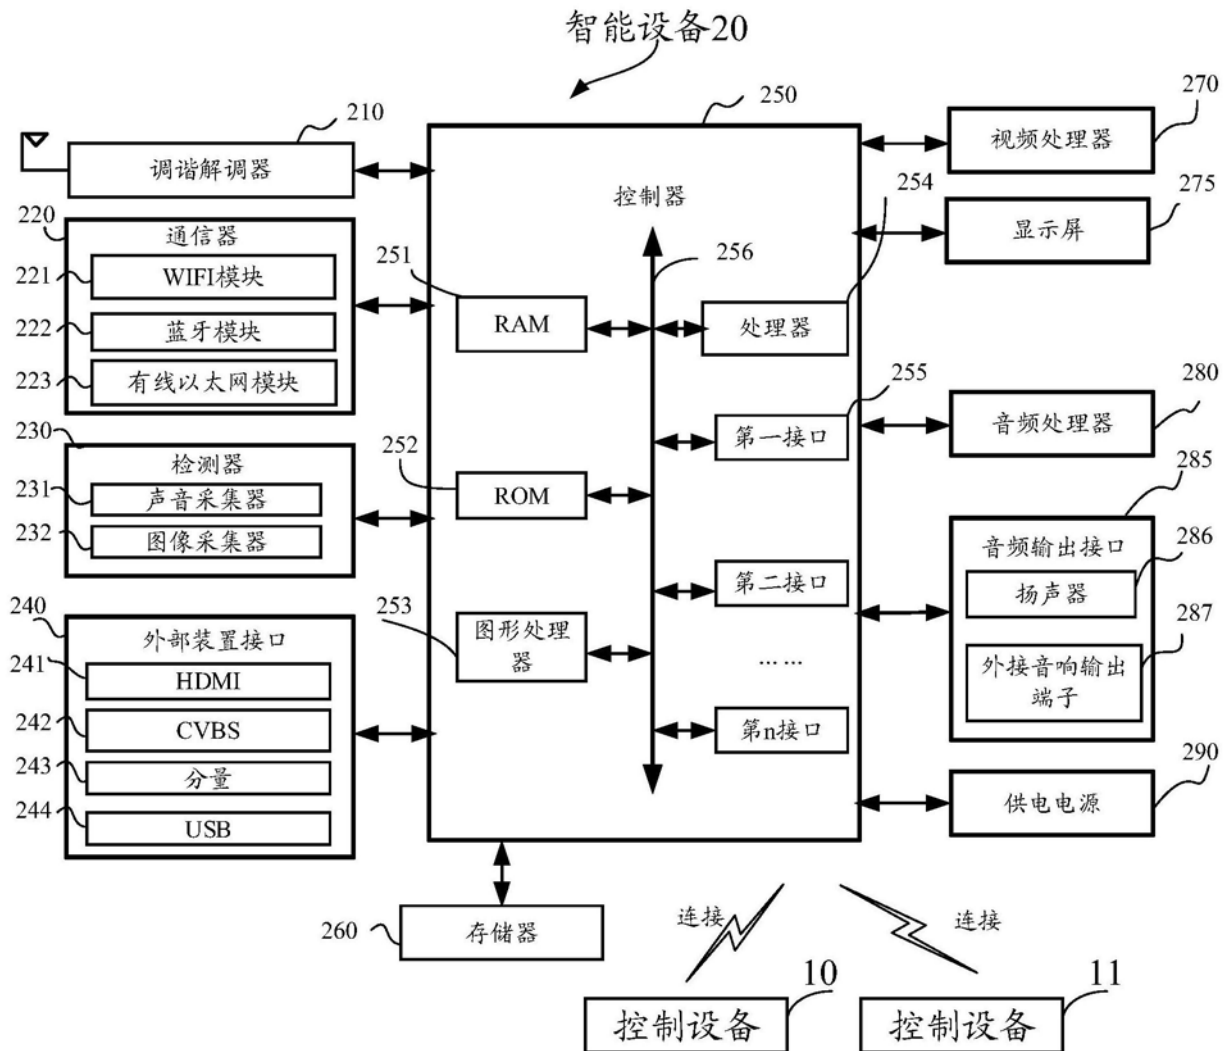 智能设备20
210
调谐解调器
220
通信器
221
WIFI模块
222
蓝牙模块
223
有线以太网模块
230
检测器
231
声音采集器
232
图像采集器
240
外部装置接口
241
HDMI
242
CVBS
243
分量
244
USB
250
控制器
251
RAM
252
ROM
253
图形处理
器
256
254
处理器
255
第一接口
第二接口
……
第n接口
260
存储器
270
视频处理器
275
显示屏
280
音频处理器
285
音频输出接口
286
扬声器
287
外接音响输出
端子
290
供电电源
连接
连接
10
控制设备
11
控制设备